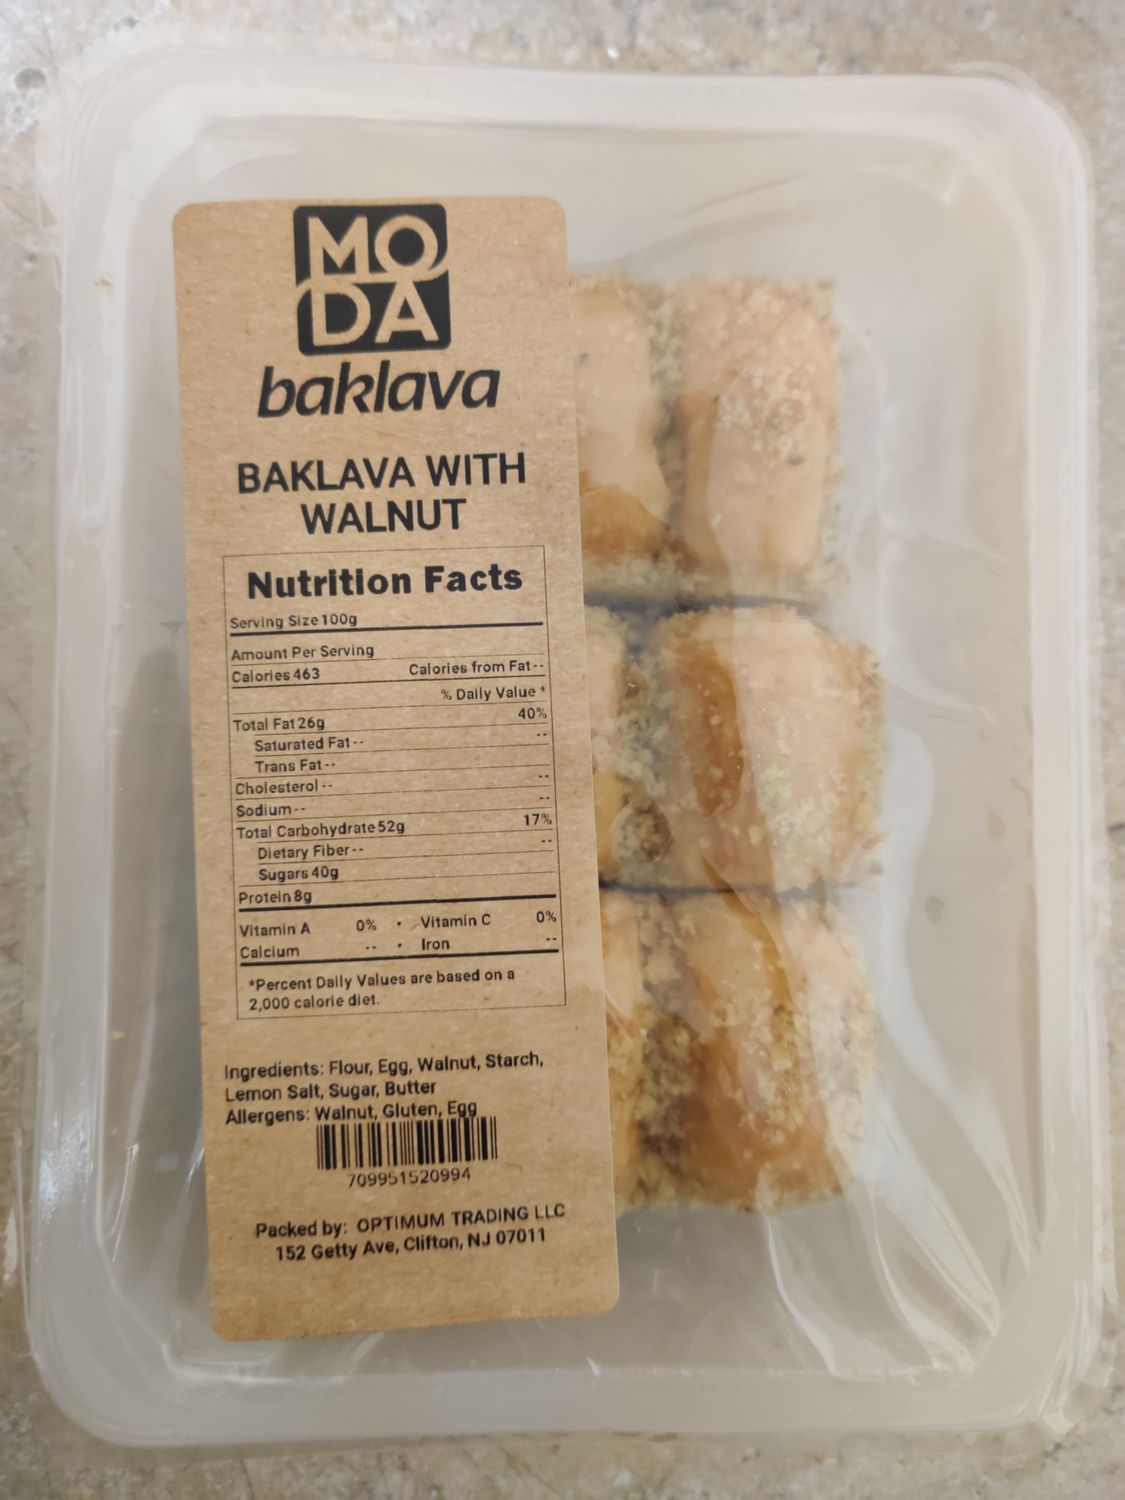 MO
DA
baklava
BAKLAVA WITH
WALNUT
Nutrition Facts
Serving Size 100g
Amount Per Serving
Calories 463 Calories from Fat--
% Daily Value *
Total Fat 26g 40%
Saturated Fat -- --
Trans Fat --
Cholesterol -- --
Sodium -- --
Total Carbohydrate 52g 17%
Dietary Fiber -- --
Sugars 40g
Protein 8g
Vitamin A 0% • Vitamin C 0%
Calcium -- • Iron --
*Percent Daily Values are based on a
2,000 calorie diet.
Ingredients: Flour, Egg, Walnut, Starch,
Lemon Salt, Sugar, Butter
Allergens: Walnut, Gluten, Egg
709951520994
Packed by: OPTIMUM TRADING LLC
152 Getty Ave, Clifton, NJ 07011